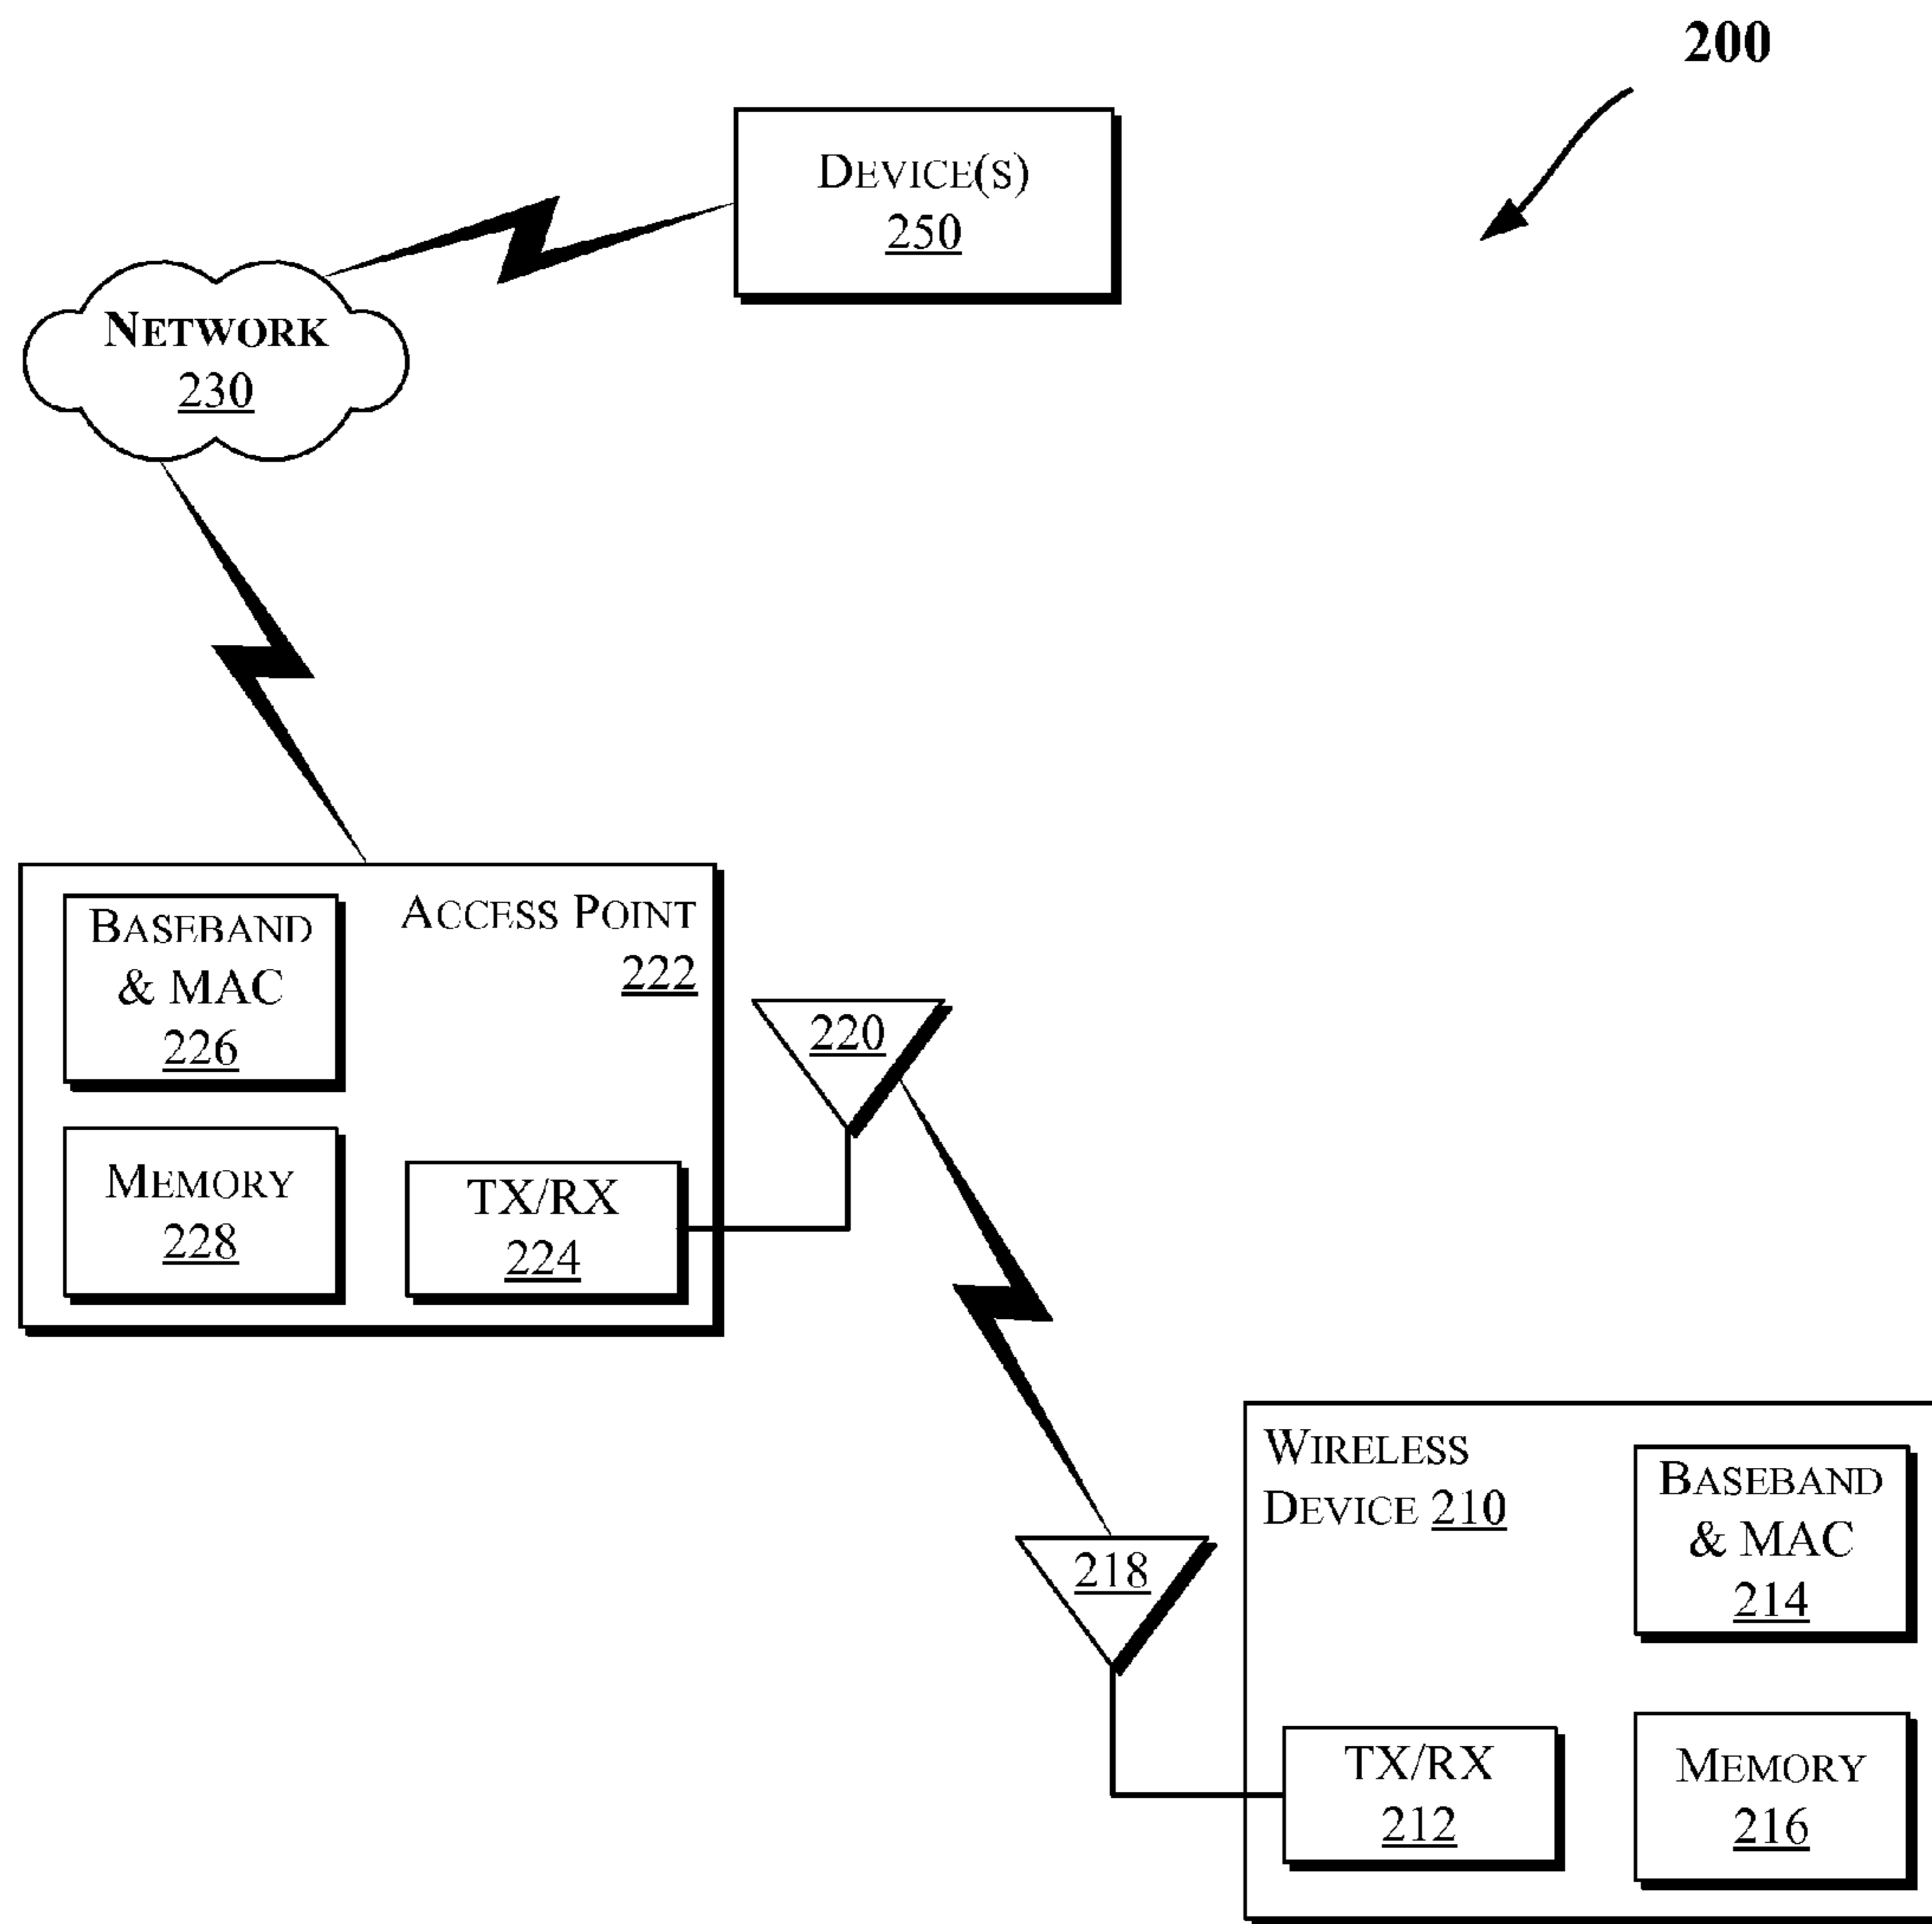 200
DEVICE(S)
250
NETWORK
230
ACCESS POINT
222
BASEBAND
& MAC
226
MEMORY
228
TX/RX
224
220
218
WIRELESS
DEVICE 210
BASEBAND
& MAC
214
TX/RX
212
MEMORY
216